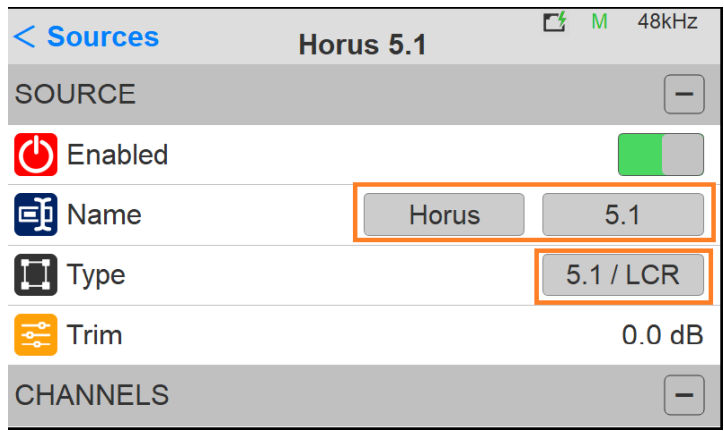 < Sources
Horus 5.1
M 48kHz
SOURCE
Enabled
Name Horus 5.1
Type 5.1 / LCR
Trim 0.0 dB
CHANNELS